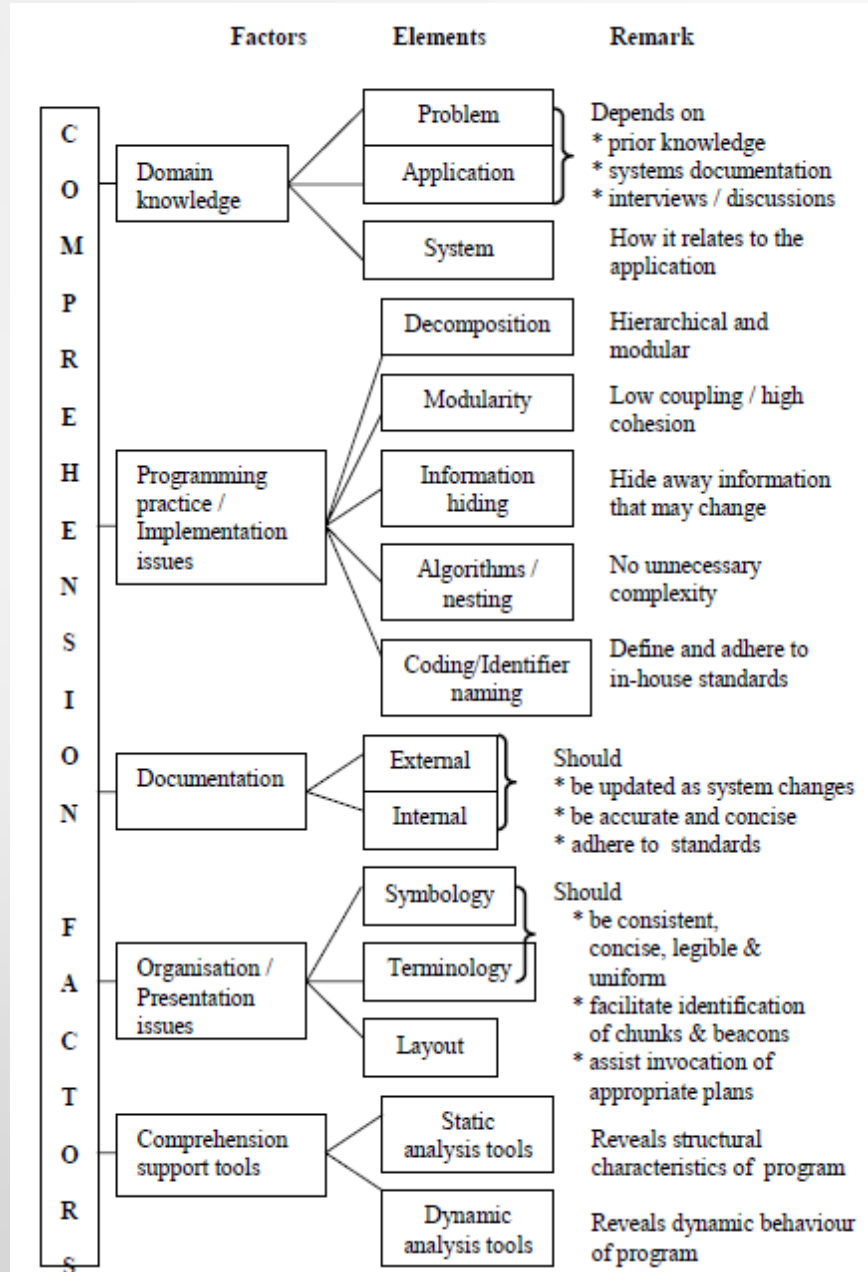 Factors Elements Remark
COMPREHENSION FACTORS
Domain
knowledge
Problem
Application
System
Depends on
* prior knowledge
* systems documentation
* interviews / discussions
How it relates to the
application
Programming
practice /
Implementation
issues
Decomposition
Hierarchical and
modular
Modularity
Low coupling / high
cohesion
Information
hiding
Hide away information
that may change
Algorithms /
nesting
No unnecessary
complexity
Coding/Identifier
naming
Define and adhere to
in-house standards
Documentation
External
Internal
Should
* be updated as system changes
* be accurate and concise
* adhere to standards
Organisation /
Presentation
issues
Symbology
Terminology
Layout
Should
* be consistent,
concise, legible &
uniform
* facilitate identification
of chunks & beacons
* assist invocation of
appropriate plans
Comprehension
support tools
Static
analysis tools
Reveals structural
characteristics of program
Dynamic
analysis tools
Reveals dynamic behaviour
of program